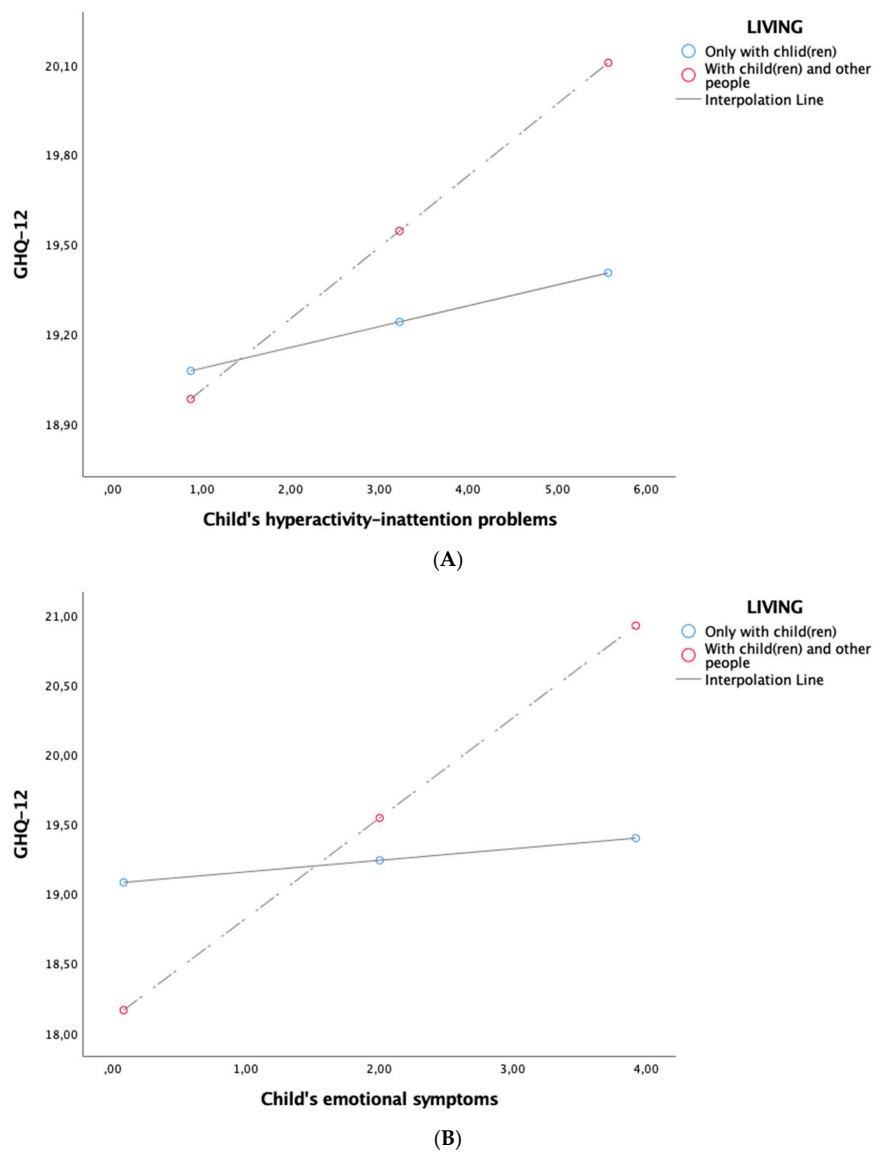 LIVING
Only with chlid(ren)
With child(ren) and other
people
Interpolation Line
GHQ–12
20,10
19,80
19,50
19,20
18,90
,00 1,00 2,00 3,00 4,00 5,00 6,00
Child's hyperactivity–inattention problems
(A)
LIVING
Only with child(ren)
With child(ren) and other
people
Interpolation Line
GHQ–12
21,00
20,50
20,00
19,50
19,00
18,50
18,00
,00 1,00 2,00 3,00 4,00
Child's emotional symptoms
(B)